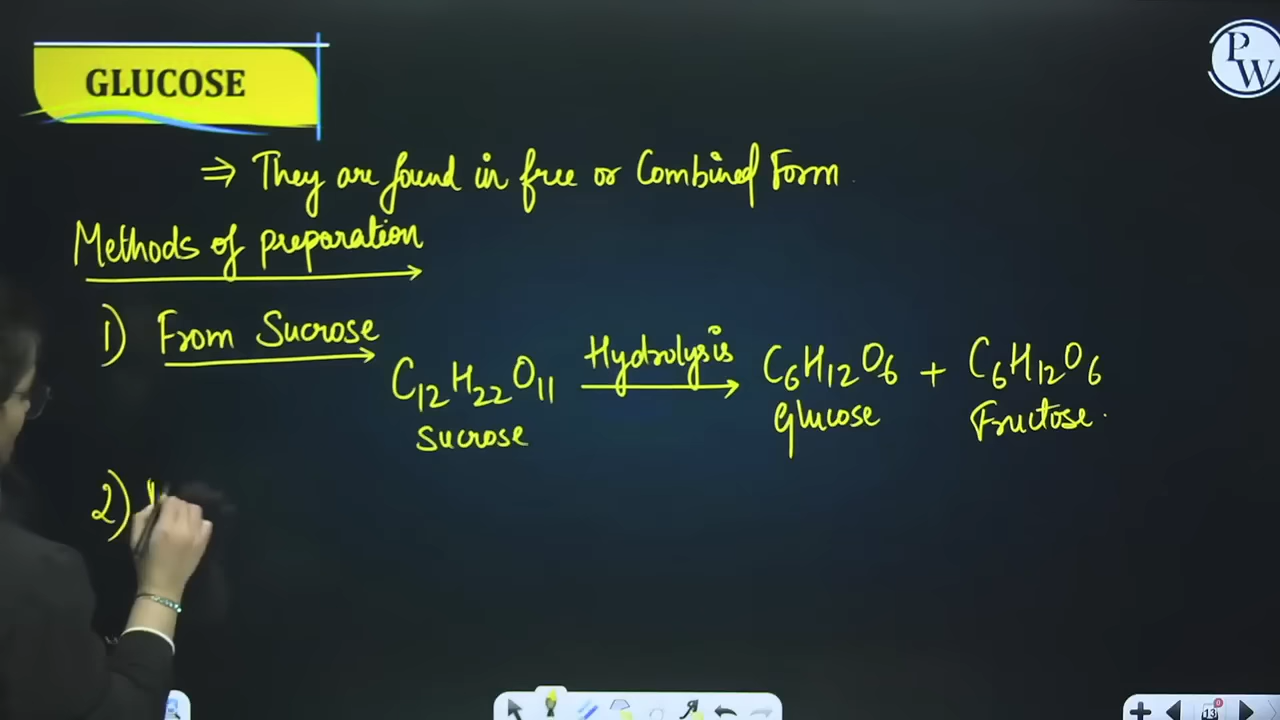 GLUCOSE
PW
⇒ They are found in free or Combined Form
Methods of preparation
1) From Sucrose
C12H22O11 Hydrolysis→ C6H12O6 + C6H12O6
Sucrose Glucose Fructose.
2)
13